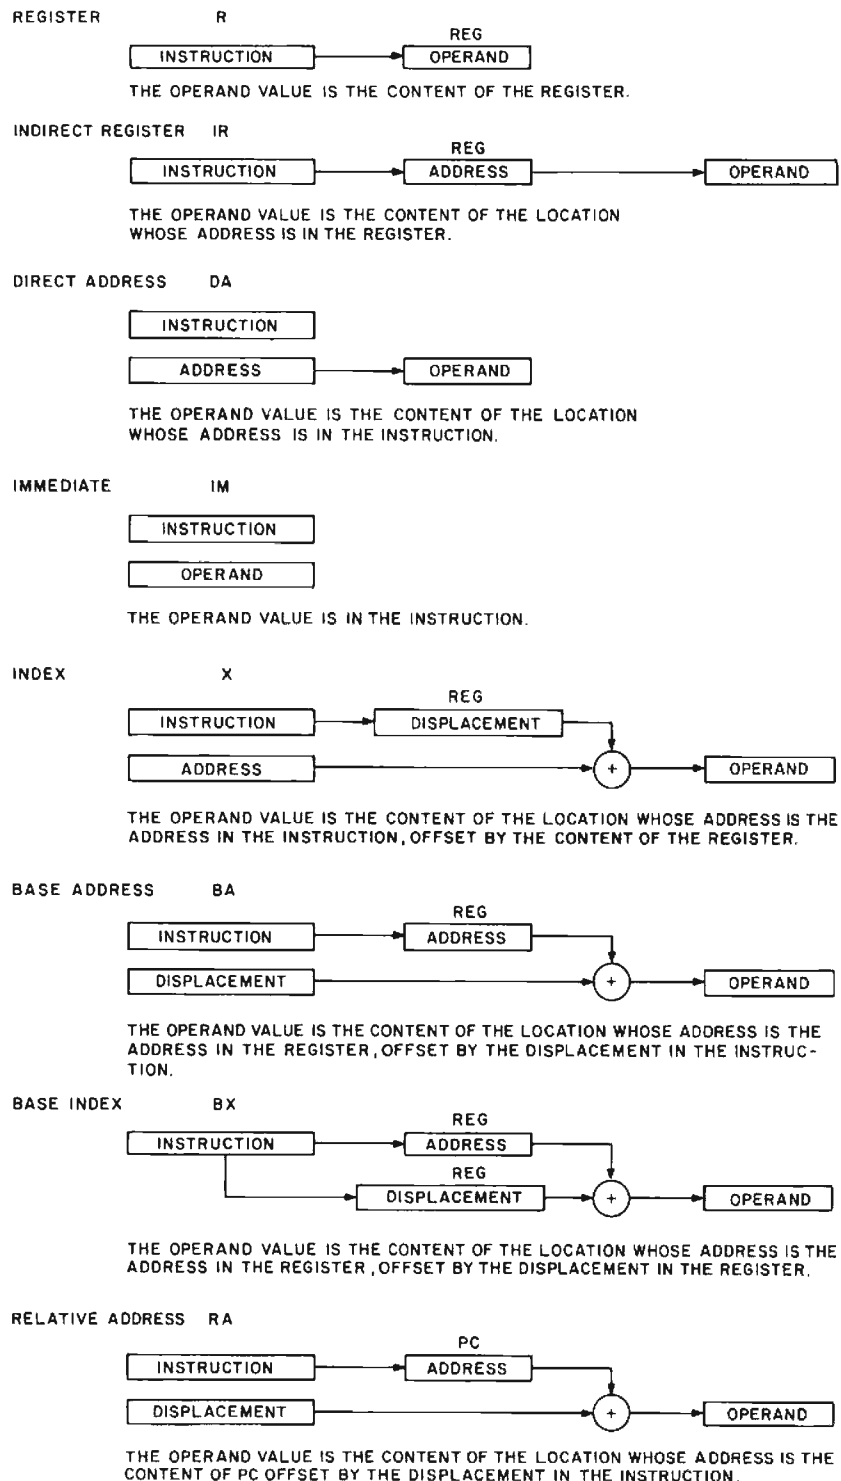 REGISTER R
REG
INSTRUCTION OPERAND
THE OPERAND VALUE IS THE CONTENT OF THE REGISTER.
INDIRECT REGISTER IR
REG
INSTRUCTION ADDRESS OPERAND
THE OPERAND VALUE IS THE CONTENT OF THE LOCATION
WHOSE ADDRESS IS IN THE REGISTER.
DIRECT ADDRESS DA
INSTRUCTION
ADDRESS OPERAND
THE OPERAND VALUE IS THE CONTENT OF THE LOCATION
WHOSE ADDRESS IS IN THE INSTRUCTION.
IMMEDIATE IM
INSTRUCTION
OPERAND
THE OPERAND VALUE IS IN THE INSTRUCTION.
INDEX X
REG
INSTRUCTION DISPLACEMENT
ADDRESS + OPERAND
THE OPERAND VALUE IS THE CONTENT OF THE LOCATION WHOSE ADDRESS IS THE
ADDRESS IN THE INSTRUCTION, OFFSET BY THE CONTENT OF THE REGISTER.
BASE ADDRESS BA
REG
INSTRUCTION ADDRESS
DISPLACEMENT + OPERAND
THE OPERAND VALUE IS THE CONTENT OF THE LOCATION WHOSE ADDRESS IS THE
ADDRESS IN THE REGISTER, OFFSET BY THE DISPLACEMENT IN THE INSTRUC-
TION.
BASE INDEX BX
REG
INSTRUCTION ADDRESS
REG
DISPLACEMENT + OPERAND
THE OPERAND VALUE IS THE CONTENT OF THE LOCATION WHOSE ADDRESS IS THE
ADDRESS IN THE REGISTER, OFFSET BY THE DISPLACEMENT IN THE REGISTER.
RELATIVE ADDRESS RA
PC
INSTRUCTION ADDRESS
DISPLACEMENT + OPERAND
THE OPERAND VALUE IS THE CONTENT OF THE LOCATION WHOSE ADDRESS IS THE
CONTENT OF PC OFFSET BY THE DISPLACEMENT IN THE INSTRUCTION.